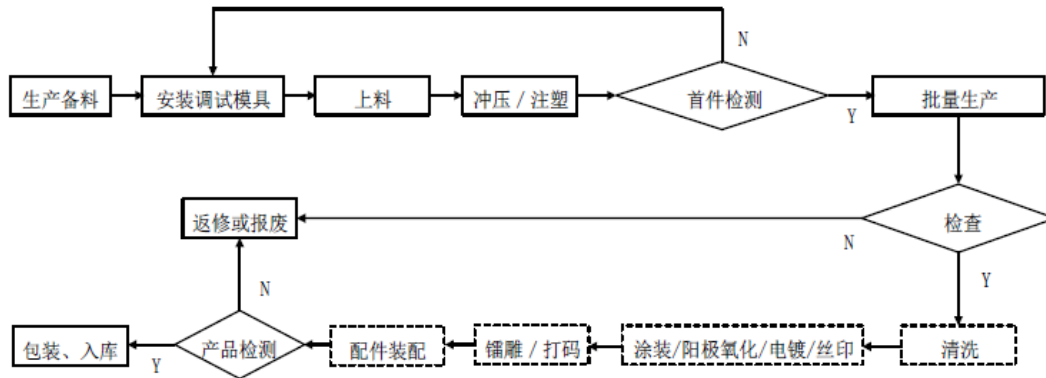 N
生产备料
安装调试模具
上料
冲压/注塑
首件检测
Y
批量生产
返修或报废
N
检查
N
Y
包装、入库
Y
产品检测
配件装配
镭雕/打码
涂装/阳极氧化/电镀/丝印
清洗